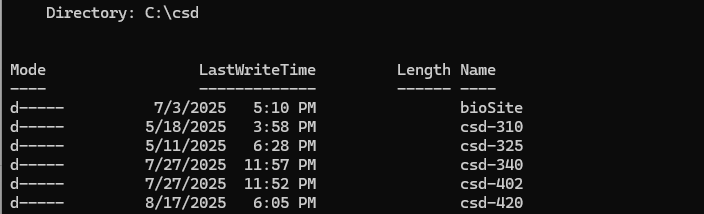 Directory: C:\csd
Mode LastWriteTime Length Name
---- ------------- ------ ----
d----- 7/3/2025 5:10 PM bioSite
d----- 5/18/2025 3:58 PM csd-310
d----- 5/11/2025 6:28 PM csd-325
d----- 7/27/2025 11:57 PM csd-340
d----- 7/27/2025 11:52 PM csd-402
d----- 8/17/2025 6:05 PM csd-420